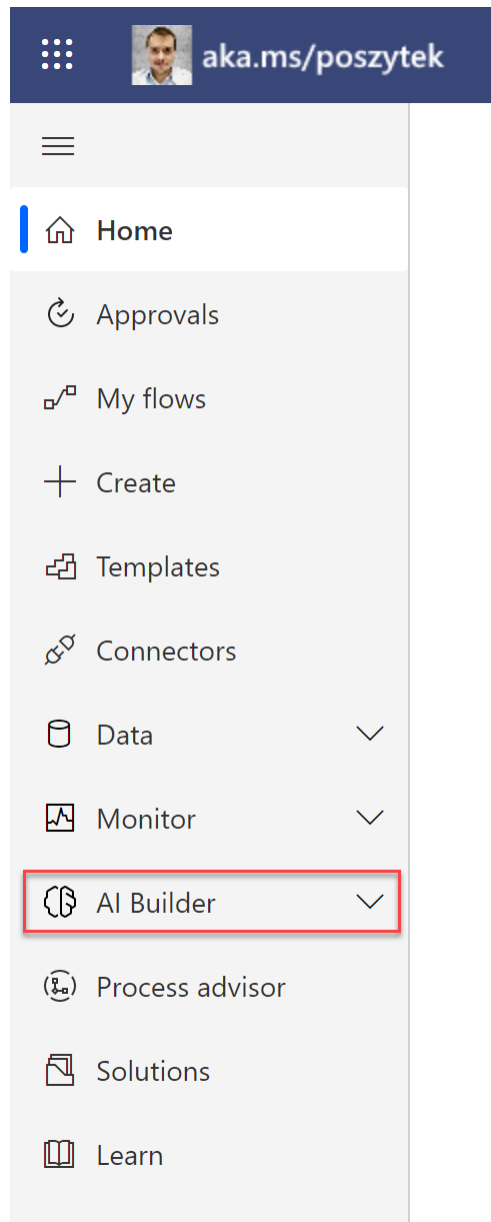 aka.ms/poszytek
Home
Approvals
My flows
Create
Templates
Connectors
Data
Monitor
AI Builder
Process advisor
Solutions
Learn